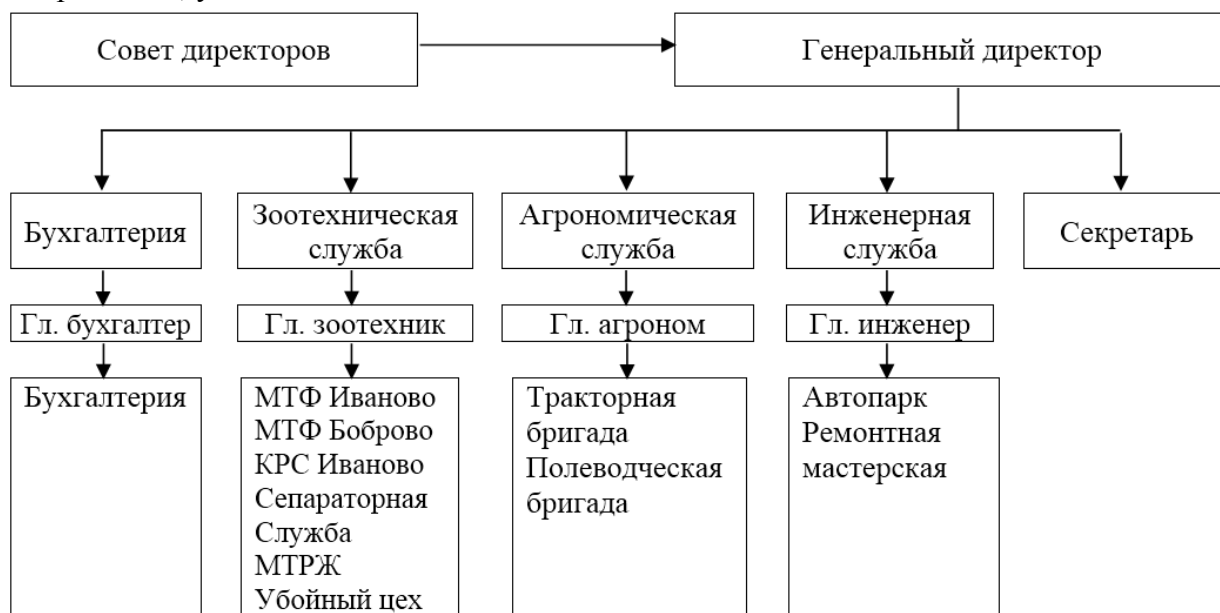 Совет директоров
Генеральный директор
Бухгалтерия
Зоотехническая
служба
Агрономическая
служба
Инженерная
служба
Секретарь
Гл. бухгалтер
Гл. зоотехник
Гл. агроном
Гл. инженер
Бухгалтерия
МТФ Иваново
МТФ Боброво
КРС Иваново
Сепараторная
Служба
МТРЖ
Убойный цех
Тракторная
бригада
Полеводческая
бригада
Автопарк
Ремонтная
мастерская